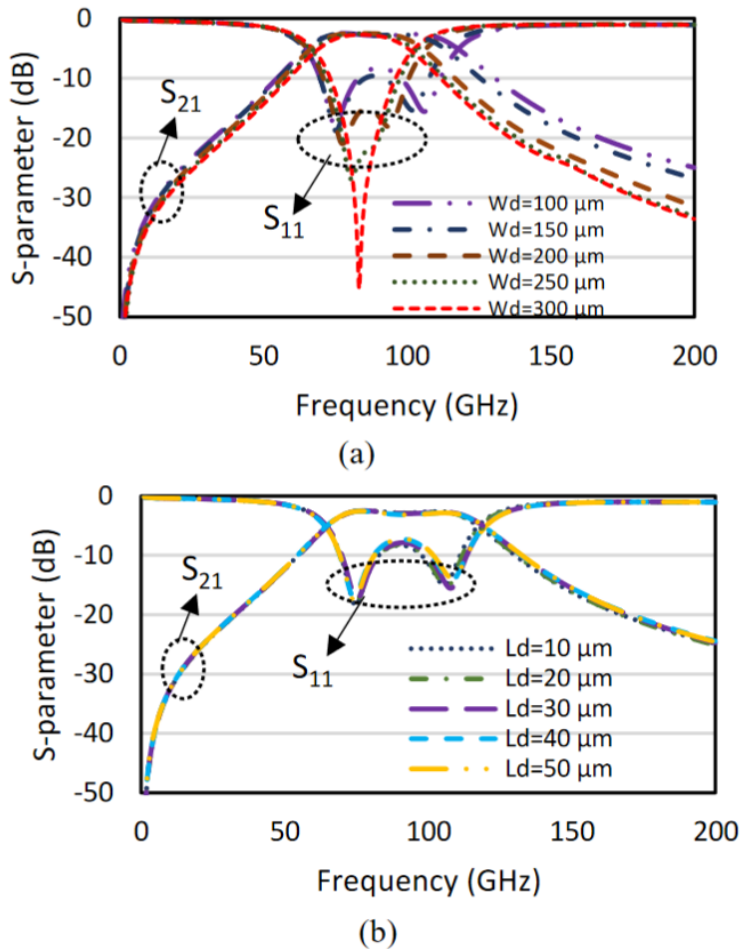 0
-10
-20
-30
-40
-50
S-parameter (dB)
S21
S11
Wd=100 μm
Wd=150 μm
Wd=200 μm
Wd=250 μm
Wd=300 μm
0 50 100 150 200
Frequency (GHz)
(a)
0
-10
-20
-30
-40
-50
S-parameter (dB)
S21
S11
Ld=10 μm
Ld=20 μm
Ld=30 μm
Ld=40 μm
Ld=50 μm
0 50 100 150 200
Frequency (GHz)
(b)